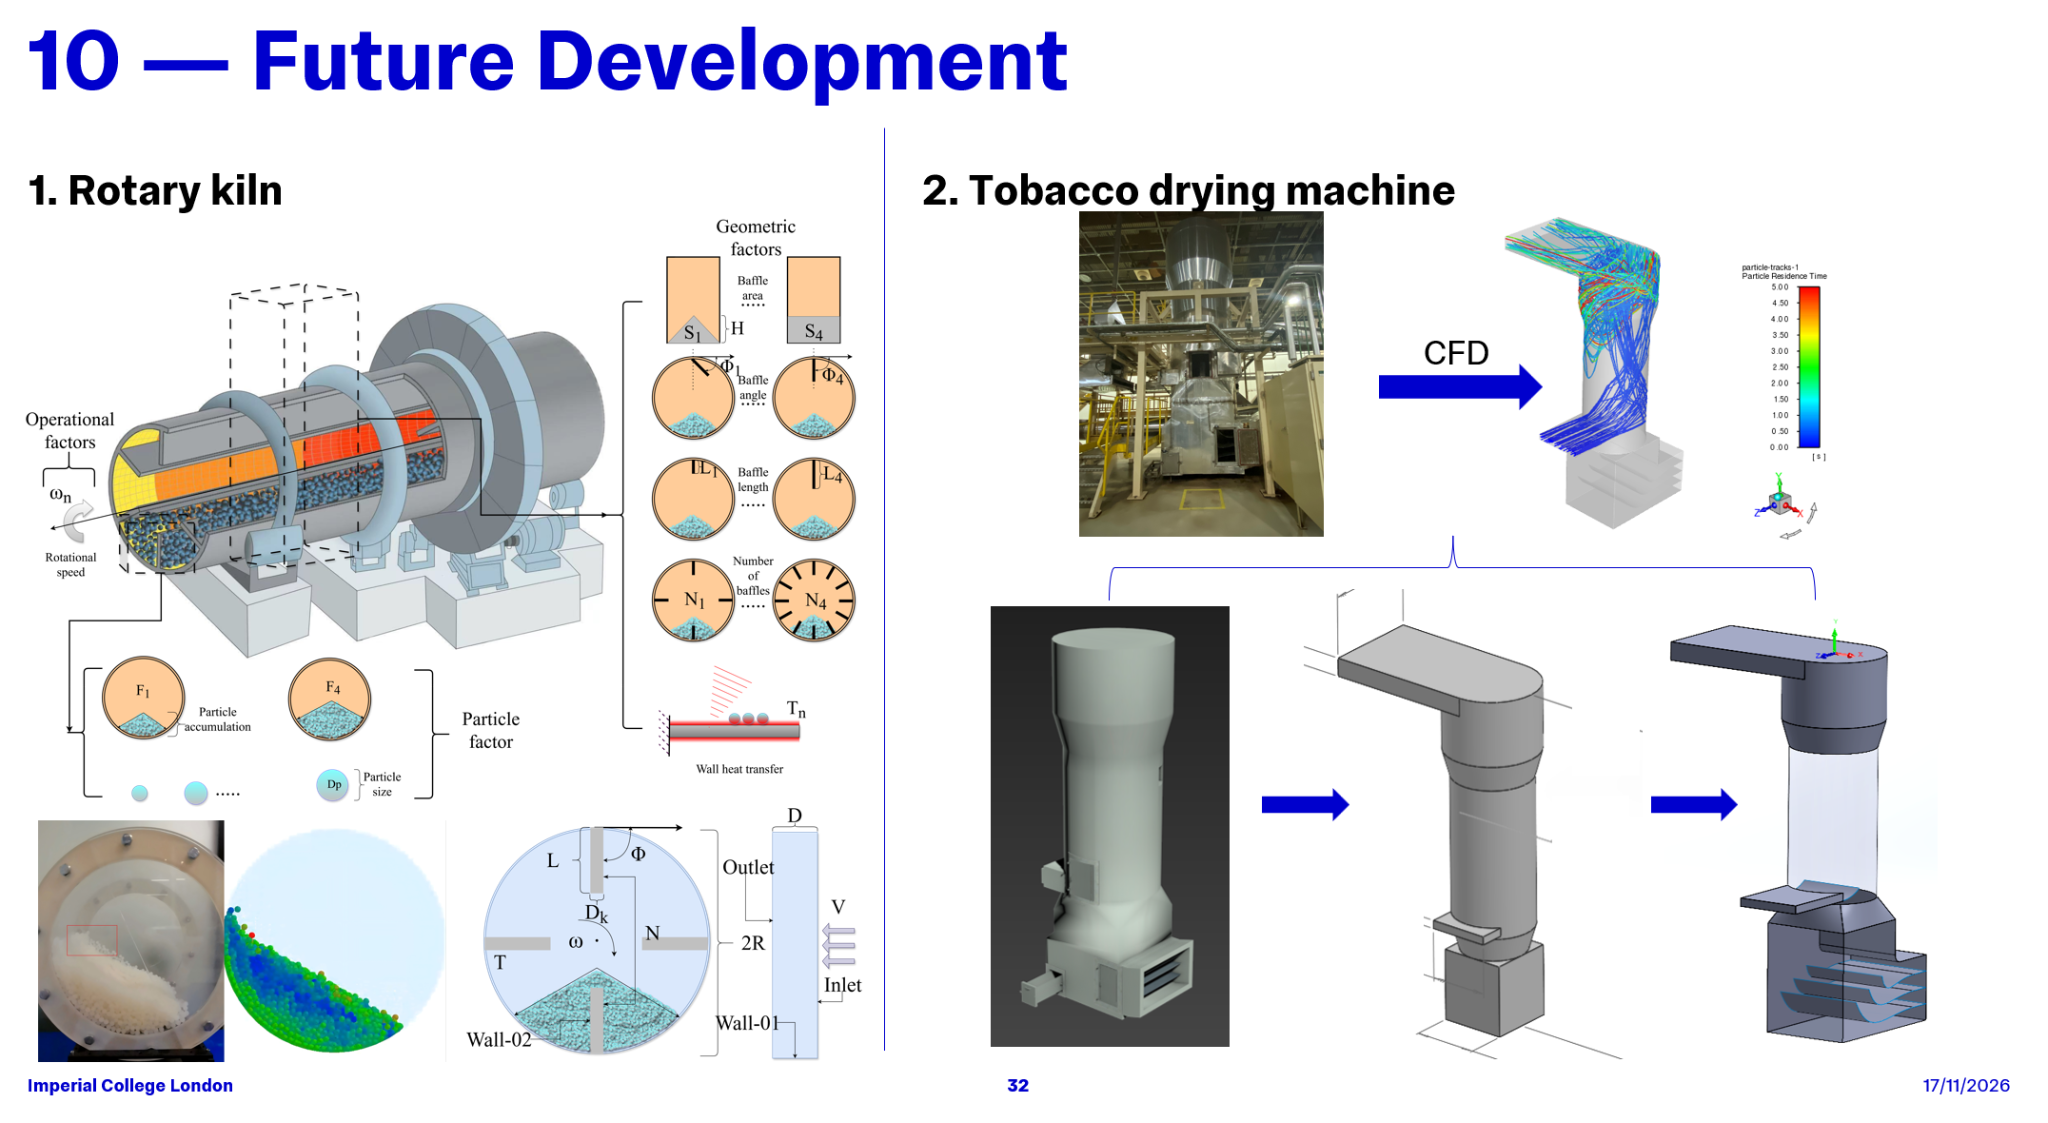 10 — Future Development
1. Rotary kiln
Geometric
factors
Baffle
area
.....
S1
H
S4
Φ1
Φ4
Baffle
angle
.....
L1
L4
Baffle
length
.....
Number
of
baffles
.....
N1
N4
Operational
factors
ωn
Rotational
speed
F1
F4
Particle
accumulation
Particle
factor
Dp
Particle
size
.....
Tn
Wall heat transfer
L
Φ
Dk
ω
N
T
2R
Wall-02
D
Outlet
V
Inlet
Wall-01
2. Tobacco drying machine
CFD
particle-tracks-1
Particle Residence Time
5.00
4.50
4.00
3.50
3.00
2.50
2.00
1.50
1.00
0.50
0.00
[ s ]
Y
Z
X
Y
Z
X
Imperial College London
32
17/11/2026